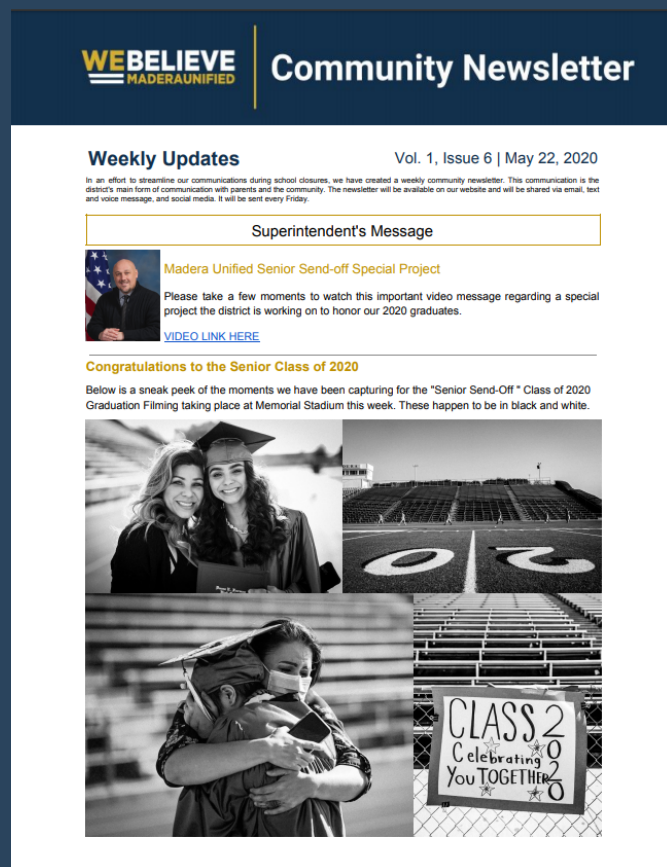 WEBELIEVE
MADERAUNIFIED
Community Newsletter
Weekly Updates
Vol. 1, Issue 6 | May 22, 2020
In an effort to streamline our communications during school closures, we have created a weekly community newsletter. This communication is the
district's main form of communication with parents and the community. The newsletter will be available on our website and will be shared via email, text
and voice message, and social media. It will be sent every Friday.
Superintendent's Message
Madera Unified Senior Send-off Special Project
Please take a few moments to watch this important video message regarding a special
project the district is working on to honor our 2020 graduates.
VIDEO LINK HERE
Congratulations to the Senior Class of 2020
Below is a sneak peek of the moments we have been capturing for the "Senior Send-Off " Class of 2020
Graduation Filming taking place at Memorial Stadium this week. These happen to be in black and white.
20
CLASS 2020
Celebrating
You TOGETHER